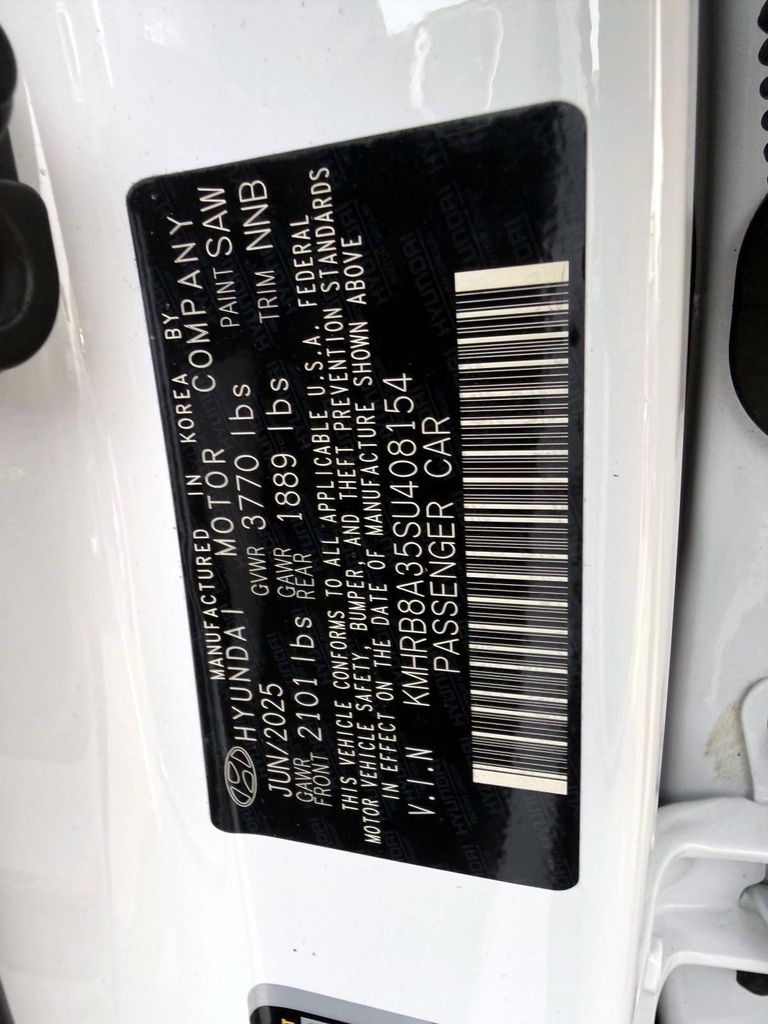 MANUFACTURED IN KOREA BY
HYUNDAI MOTOR COMPANY
JUN/2025 GVWR 3770 lbs PAINT SAW
GAWR FRONT 2101 lbs GAWR REAR 1889 lbs TRIM NNB
THIS VEHICLE CONFORMS TO ALL APPLICABLE U.S.A. FEDERAL
MOTOR VEHICLE SAFETY, BUMPER, AND THEFT PREVENTION STANDARDS
IN EFFECT ON THE DATE OF MANUFACTURE SHOWN ABOVE
V.I.N KMHRB8A35SU408154
PASSENGER CAR